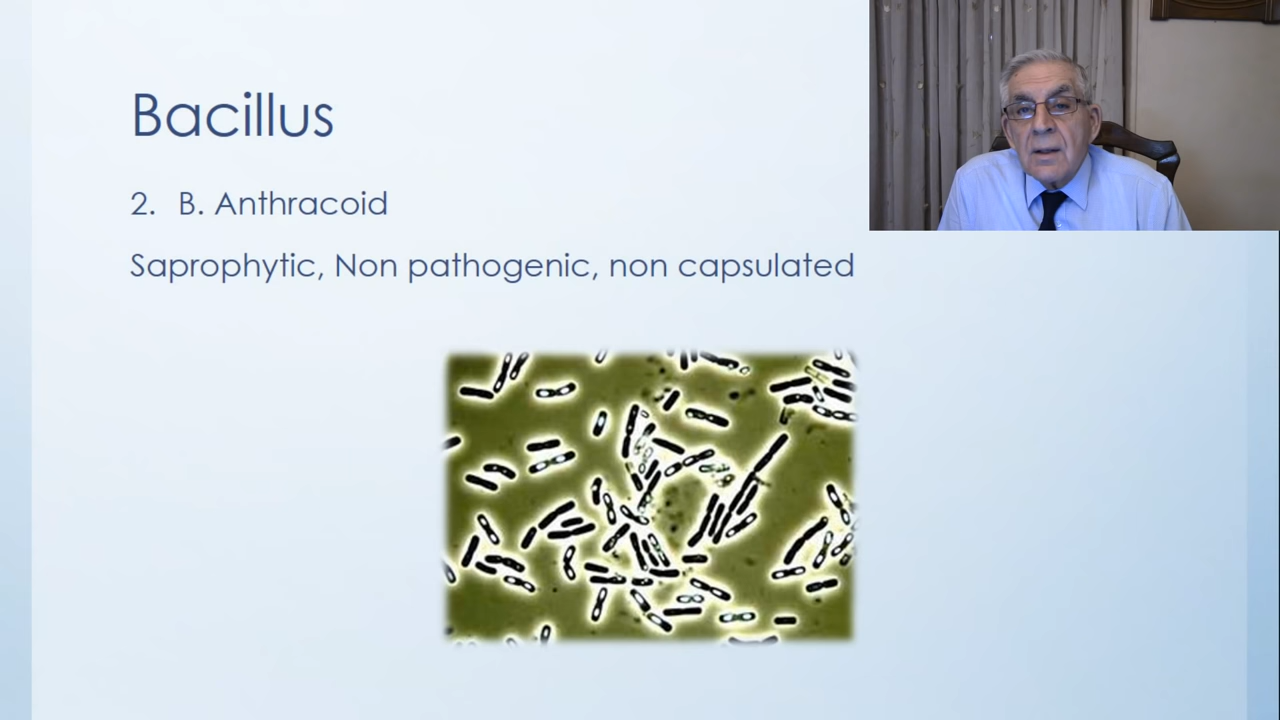 Bacillus
2. B. Anthracoid
Saprophytic, Non pathogenic, non capsulated